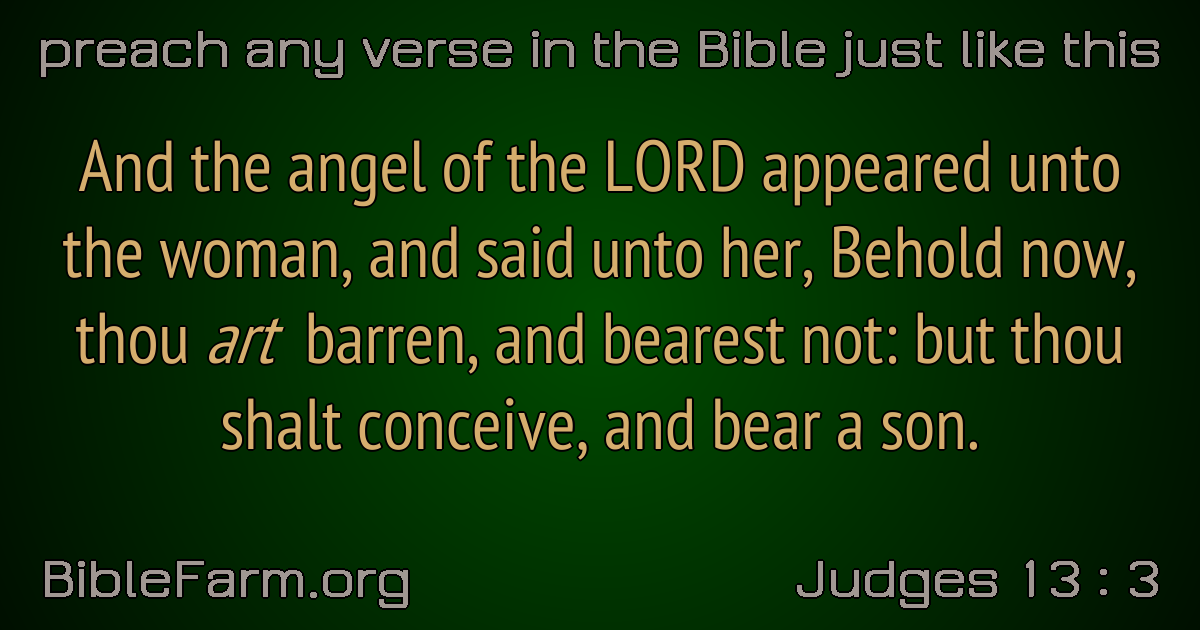 preach any verse in the Bible just like this
And the angel of the LORD appeared unto
the woman, and said unto her, Behold now,
thou art barren, and bearest not: but thou
shalt conceive, and bear a son.
BibleFarm.org
Judges 13 : 3